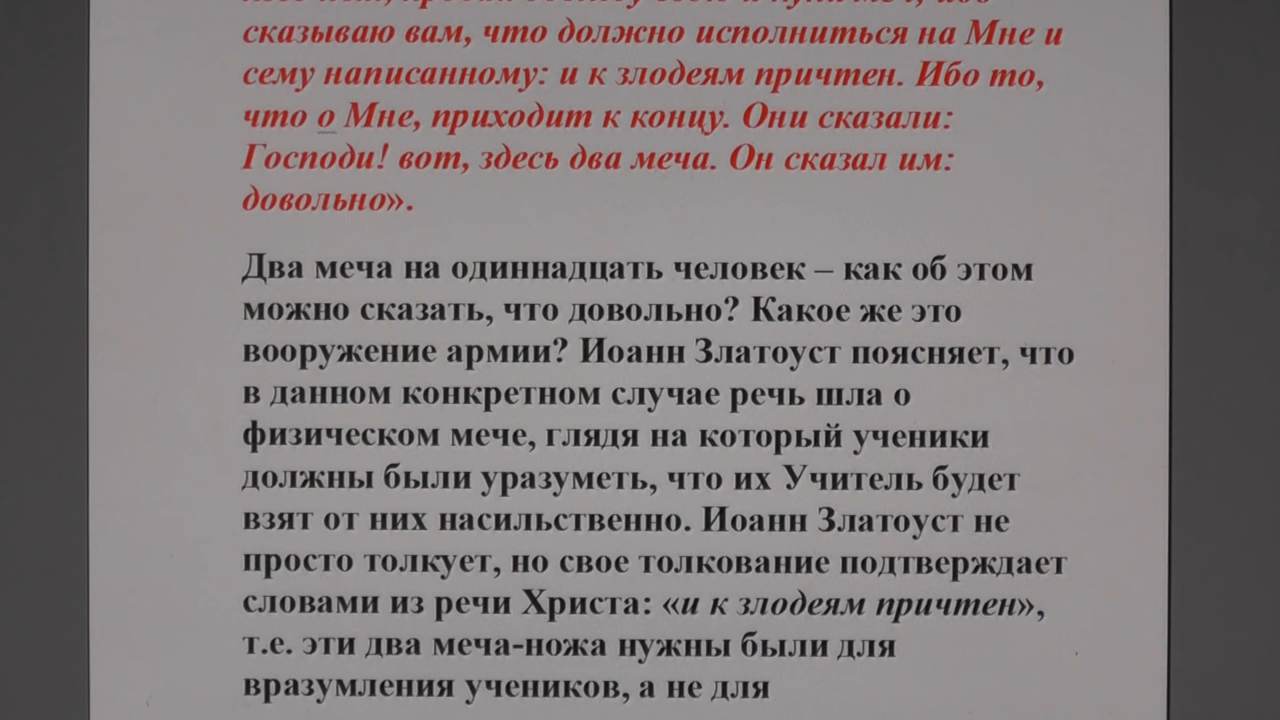 сказываю вам, что должно исполниться на Мне и
сему написанному: и к злодеям причтен. Ибо то,
что о Мне, приходит к концу. Они сказали:
Господи! вот, здесь два меча. Он сказал им:
довольно».
Два меча на одиннадцать человек – как об этом
можно сказать, что довольно? Какое же это
вооружение армии? Иоанн Златоуст поясняет, что
в данном конкретном случае речь шла о
физическом мече, глядя на который ученики
должны были уразуметь, что их Учитель будет
взят от них насильственно. Иоанн Златоуст не
просто толкует, но свое толкование подтверждает
словами из речи Христа: «и к злодеям причтен»,
т.е. эти два меча-ножа нужны были для
вразумления учеников, а не для